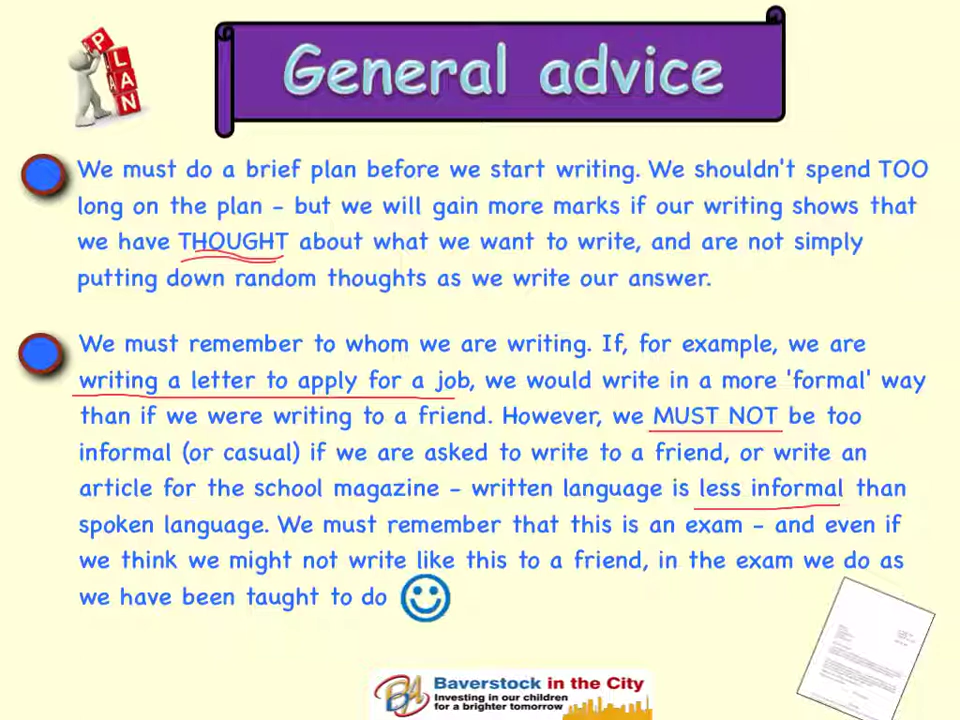 PLAN
General advice
We must do a brief plan before we start writing. We shouldn't spend TOO
long on the plan - but we will gain more marks if our writing shows that
we have THOUGHT about what we want to write, and are not simply
putting down random thoughts as we write our answer.
We must remember to whom we are writing. If, for example, we are
writing a letter to apply for a job, we would write in a more 'formal' way
than if we were writing to a friend. However, we MUST NOT be too
informal (or casual) if we are asked to write to a friend, or write an
article for the school magazine - written language is less informal than
spoken language. We must remember that this is an exam - and even if
we think we might not write like this to a friend, in the exam we do as
we have been taught to do
Baverstock in the City
Investing in our children
for a brighter tomorrow